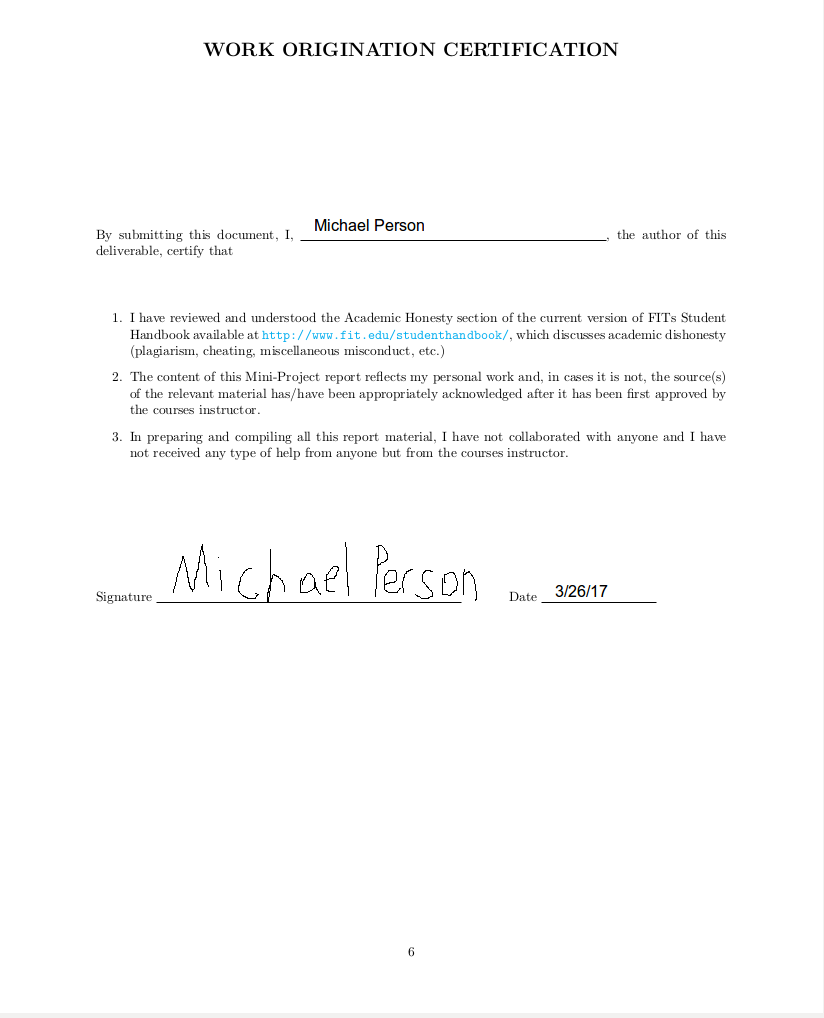 WORK ORIGINATION CERTIFICATION
By submitting this document, I, Michael Person, the author of this
deliverable, certify that
1. I have reviewed and understood the Academic Honesty section of the current version of FITs Student
Handbook available at http://www.fit.edu/studenthandbook/, which discusses academic dishonesty
(plagiarism, cheating, miscellaneous misconduct, etc.)
2. The content of this Mini-Project report reflects my personal work and, in cases it is not, the source(s)
of the relevant material has/have been appropriately acknowledged after it has been first approved by
the courses instructor.
3. In preparing and compiling all this report material, I have not collaborated with anyone and I have
not received any type of help from anyone but from the courses instructor.
Signature Michael Person Date 3/26/17
6